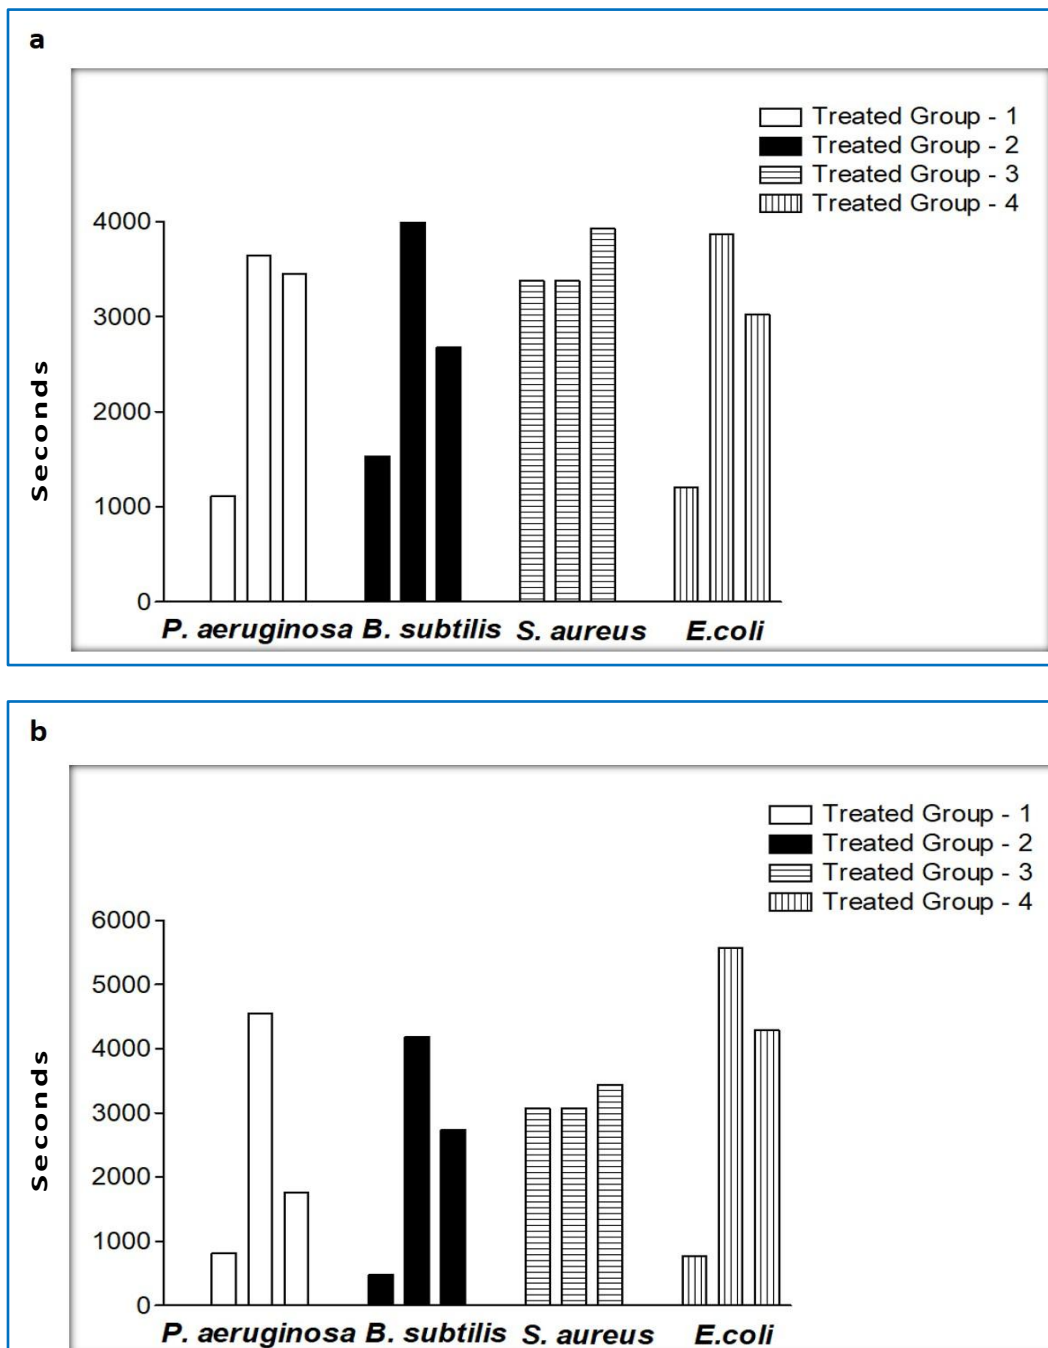 a
Treated Group - 1
Treated Group - 2
Treated Group - 3
Treated Group - 4
4000
3000
2000
1000
0
Seconds
P. aeruginosa B. subtilis S. aureus E.coli
b
Treated Group - 1
Treated Group - 2
Treated Group - 3
Treated Group - 4
6000
5000
4000
3000
2000
1000
0
Seconds
P. aeruginosa B. subtilis S. aureus E.coli